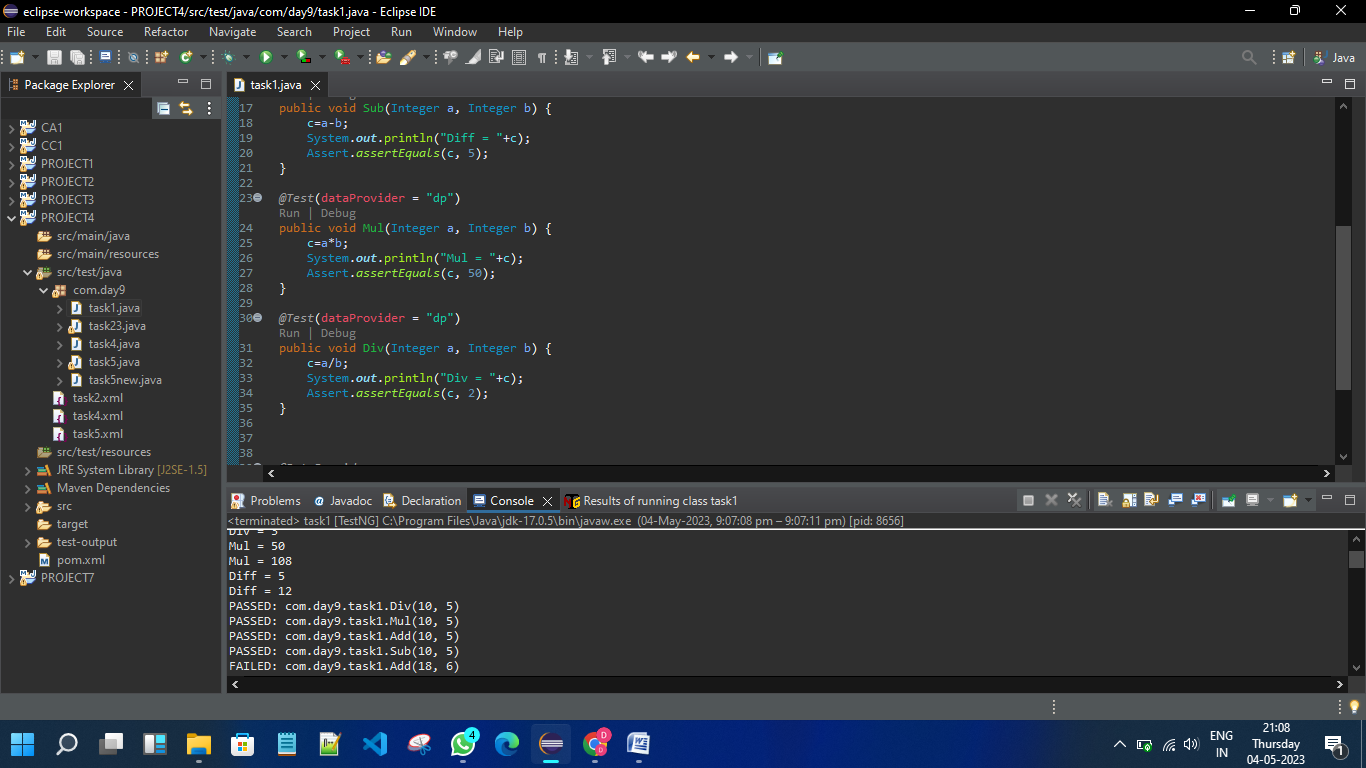 eclipse-workspace - PROJECT4/src/test/java/com/day9/task1.java - Eclipse IDE
File Edit Source Refactor Navigate Search Project Run Window Help
Java
Package Explorer
CA1
CC1
PROJECT1
PROJECT2
PROJECT3
PROJECT4
src/main/java
src/main/resources
src/test/java
com.day9
task1.java
task23.java
task4.java
task5.java
task5new.java
task2.xml
task4.xml
task5.xml
src/test/resources
JRE System Library [J2SE-1.5]
Maven Dependencies
src
target
test-output
pom.xml
PROJECT7
task1.java
17 public void Sub(Integer a, Integer b) {
18 c=a-b;
19 System.out.println("Diff = "+c);
20 Assert.assertEquals(c, 5);
21 }
22
23 @Test(dataProvider = "dp")
Run | Debug
24 public void Mul(Integer a, Integer b) {
25 c=a*b;
26 System.out.println("Mul = "+c);
27 Assert.assertEquals(c, 50);
28 }
29
30 @Test(dataProvider = "dp")
Run | Debug
31 public void Div(Integer a, Integer b) {
32 c=a/b;
33 System.out.println("Div = "+c);
34 Assert.assertEquals(c, 2);
35 }
36
37
38
Problems Javadoc Declaration Console Results of running class task1
<terminated> task1 [TestNG] C:\Program Files\Java\jdk-17.0.5\bin\javaw.exe (04-May-2023, 9:07:08 pm – 9:07:11 pm) [pid: 8656]
Div = 3
Mul = 50
Mul = 108
Diff = 5
Diff = 12
PASSED: com.day9.task1.Div(10, 5)
PASSED: com.day9.task1.Mul(10, 5)
PASSED: com.day9.task1.Add(10, 5)
PASSED: com.day9.task1.Sub(10, 5)
FAILED: com.day9.task1.Add(18, 6)
4
D
D
ENG
IN
21:08
Thursday
04-05-2023
1